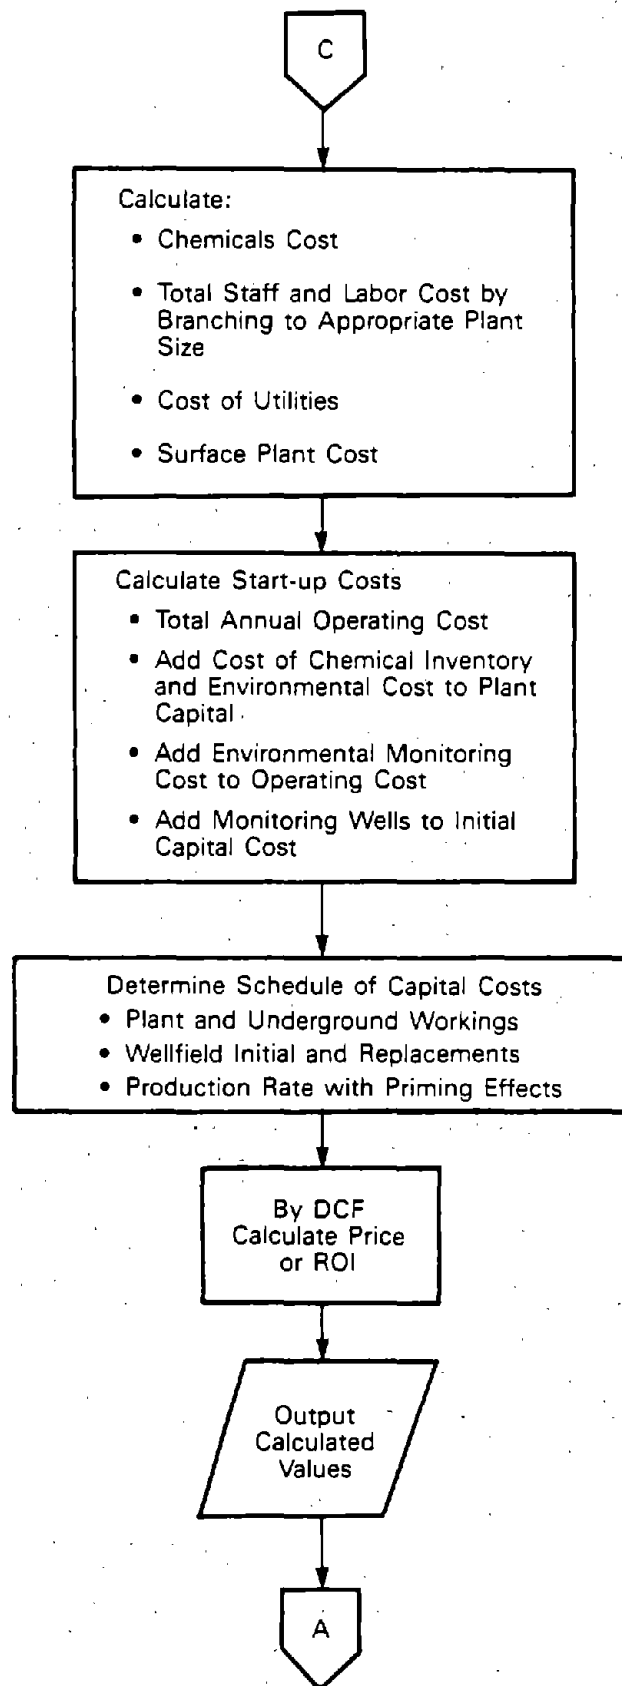 C
Calculate:
• Chemicals Cost
• Total Staff and Labor Cost by
Branching to Appropriate Plant
Size
• Cost of Utilities
• Surface Plant Cost
Calculate Start-up Costs
• Total Annual Operating Cost
• Add Cost of Chemical Inventory
and Environmental Cost to Plant
Capital
• Add Environmental Monitoring
Cost to Operating Cost
• Add Monitoring Wells to Initial
Capital Cost
Determine Schedule of Capital Costs
• Plant and Underground Workings
• Wellfield Initial and Replacements
• Production Rate with Priming Effects
By DCF
Calculate Price
or ROI
Output
Calculated
Values
A